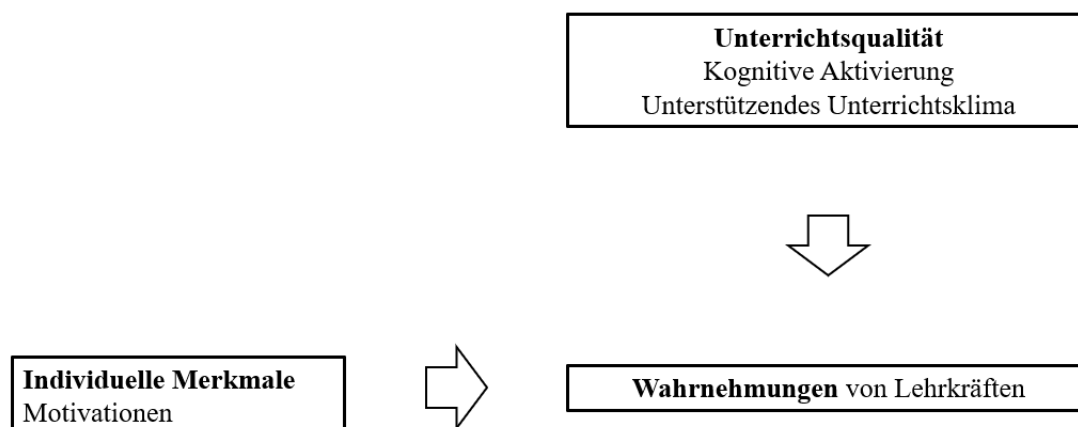 Unterrichtsqualität
Kognitive Aktivierung
Unterstützendes Unterrichtsklima
Individuelle Merkmale
Motivationen
Wahrnehmungen von Lehrkräften